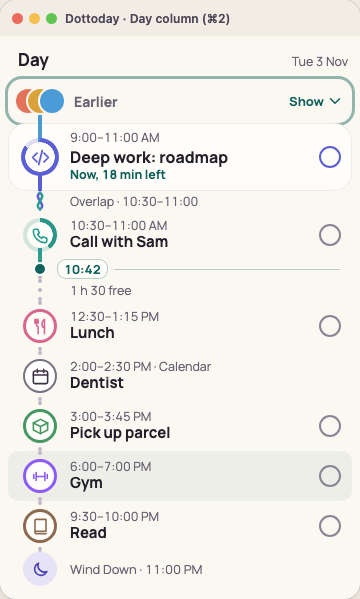 Dottoday · Day column (⌘2)
Day
Tue 3 Nov
Earlier
Show
9:00–11:00 AM
Deep work: roadmap
Now, 18 min left
Overlap · 10:30–11:00
10:30–11:00 AM
Call with Sam
10:42
1 h 30 free
12:30–1:15 PM
Lunch
2:00–2:30 PM · Calendar
Dentist
3:00–3:45 PM
Pick up parcel
6:00–7:00 PM
Gym
9:30–10:00 PM
Read
Wind Down · 11:00 PM